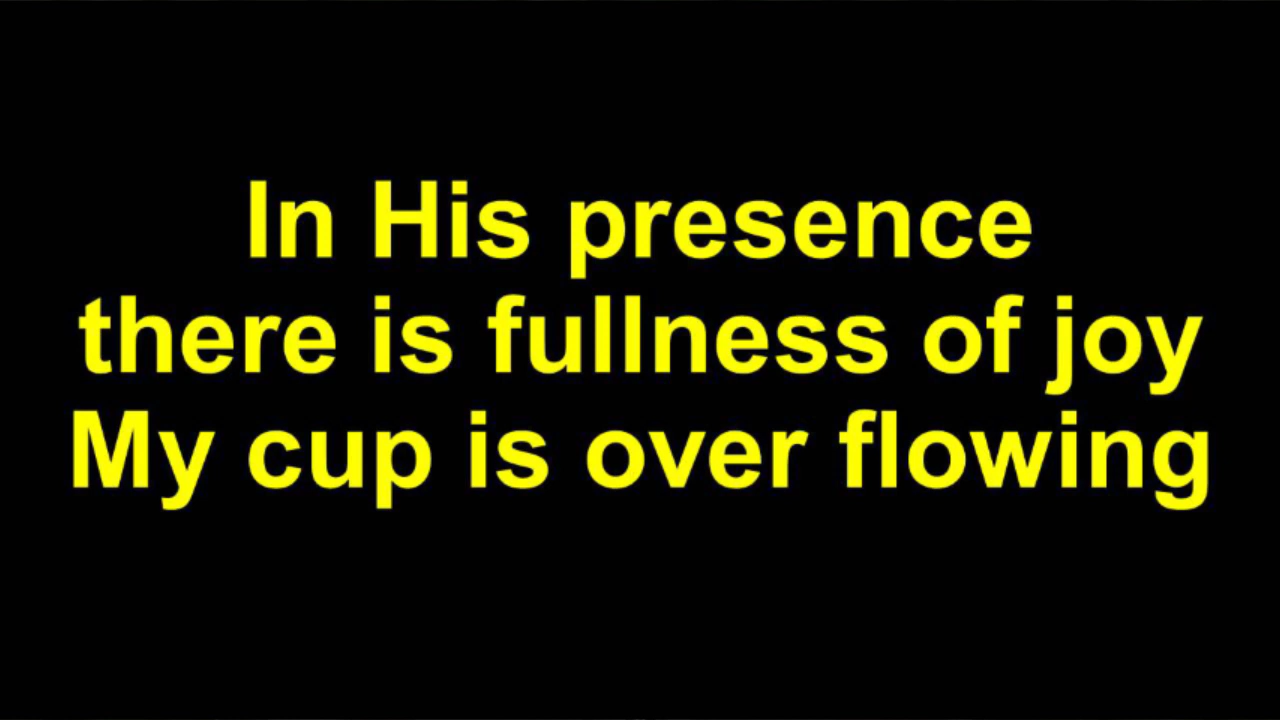 In His presence
there is fullness of joy
My cup is over flowing